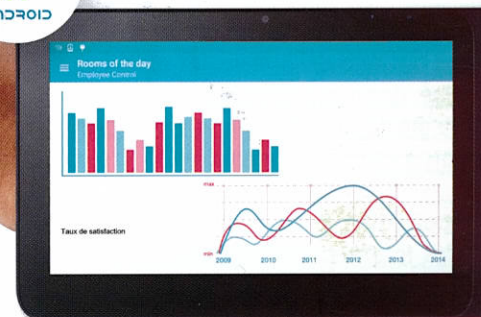 ANDROID
Rooms of the day
Employee Control
max
Taux de satisfaction
min
2009 2010 2011 2012 2013 2014